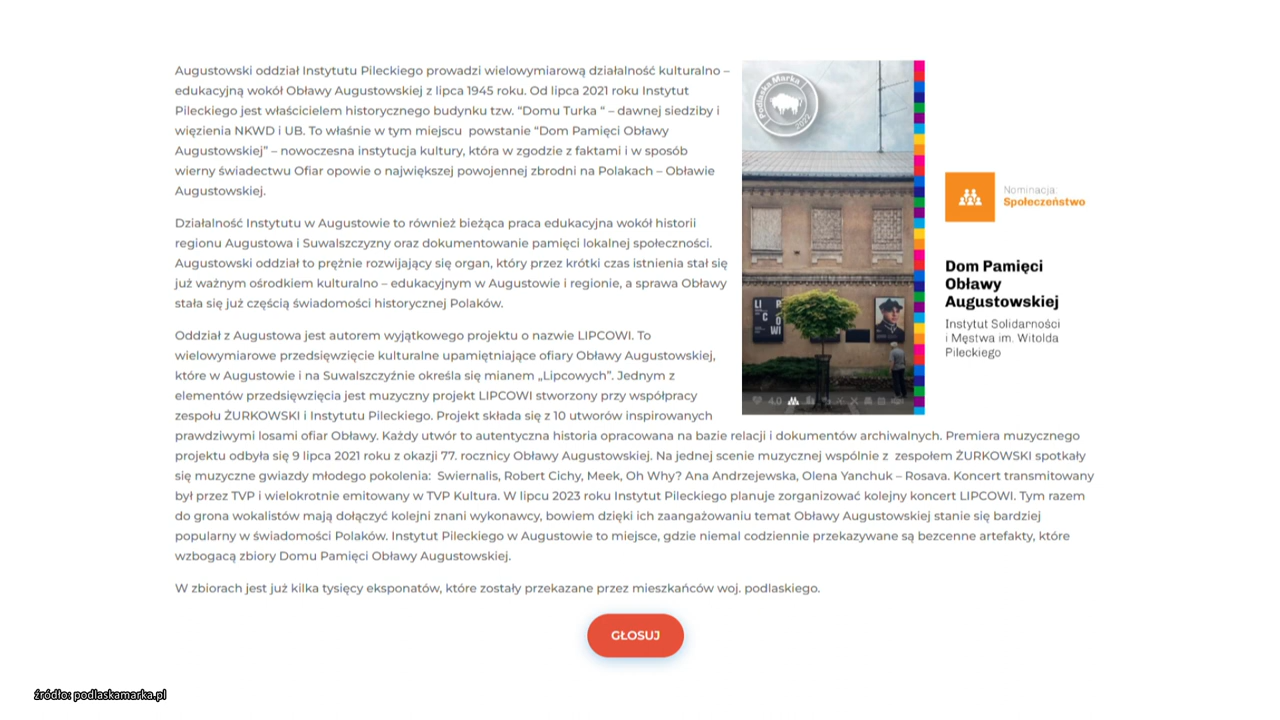 Augustowski oddział Instytutu Pileckiego prowadzi wielowymiarową działalność kulturalno –
edukacyjną wokół Obławy Augustowskiej z lipca 1945 roku. Od lipca 2021 roku Instytut
Pileckiego jest właścicielem historycznego budynku tzw. "Domu Turka " – dawnej siedziby i
więzienia NKWD i UB. To właśnie w tym miejscu powstanie "Dom Pamięci Obławy
Augustowskiej" – nowoczesna instytucja kultury, która w zgodzie z faktami i w sposób
wierny świadectwu Ofiar opowie o największej powojennej zbrodni na Polakach – Obławie
Augustowskiej.
Działalność Instytutu w Augustowie to również bieżąca praca edukacyjna wokół historii
regionu Augustowa i Suwalszczyzny oraz dokumentowanie pamięci lokalnej społeczności.
Augustowski oddział to prężnie rozwijający się organ, który przez krótki czas istnienia stał się
już ważnym ośrodkiem kulturalno – edukacyjnym w Augustowie i regionie, a sprawa Obławy
stała się już częścią świadomości historycznej Polaków.
Oddział z Augustowa jest autorem wyjątkowego projektu o nazwie LIPCOWI. To
wielowymiarowe przedsięwzięcie kulturalne upamiętniające ofiary Obławy Augustowskiej,
które w Augustowie i na Suwalszczyźnie określa się mianem „Lipcowych”. Jednym z
elementów przedsięwzięcia jest muzyczny projekt LIPCOWI stworzony przy współpracy
zespołu ŻURKOWSKI i Instytutu Pileckiego. Projekt składa się z 10 utworów inspirowanych
prawdziwymi losami ofiar Obławy. Każdy utwór to autentyczna historia opracowana na bazie relacji i dokumentów archiwalnych. Premiera muzycznego
projektu odbyła się 9 lipca 2021 roku z okazji 77. rocznicy Obławy Augustowskiej. Na jednej scenie muzycznej wspólnie z zespołem ŻURKOWSKI spotkały
się muzyczne gwiazdy młodego pokolenia: Swiernalis, Robert Cichy, Meek, Oh Why? Ana Andrzejewska, Olena Yanchuk – Rosava. Koncert transmitowany
był przez TVP i wielokrotnie emitowany w TVP Kultura. W lipcu 2023 roku Instytut Pileckiego planuje zorganizować kolejny koncert LIPCOWI. Tym razem
do grona wokalistów mają dołączyć kolejni znani wykonawcy, bowiem dzięki ich zaangażowaniu temat Obławy Augustowskiej stanie się bardziej
popularny w świadomości Polaków. Instytut Pileckiego w Augustowie to miejsce, gdzie niemal codziennie przekazywane są bezcenne artefakty, które
wzbogacą zbiory Domu Pamięci Obławy Augustowskiej.
W zbiorach jest już kilka tysięcy eksponatów, które zostały przekazane przez mieszkańców woj. podlaskiego.
Podlaska Marka
2022
LI R
C O
WI
4.0
Nominacja:
Społeczeństwo
Dom Pamięci
Obławy
Augustowskiej
Instytut Solidarności
i Męstwa im. Witolda
Pileckiego
GŁOSUJ
źródło: podlaskamarka.pl